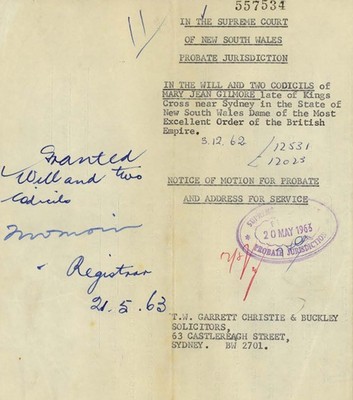 557534
11
IN THE SUPREME COURT
OF NEW SOUTH WALES
PROBATE JURISDICTION
IN THE WILL AND TWO CODICILS of
MARY JEAN GILMORE late of Kings
Cross near Sydney in the State of
New South Wales Dame of the Most
Excellent Order of the British
Empire.
3.12.62
12531
12025
NOTICE OF MOTION FOR PROBATE
AND ADDRESS FOR SERVICE
20 MAY 1963
PROBATE JURISDICTION
Granted
Will and two
Codicils
Registrar
21.5.63
T.W. GARRETT CHRISTIE & BUCKLEY
SOLICITORS,
63 CASTLEREAGH STREET,
SYDNEY. BW 2701.